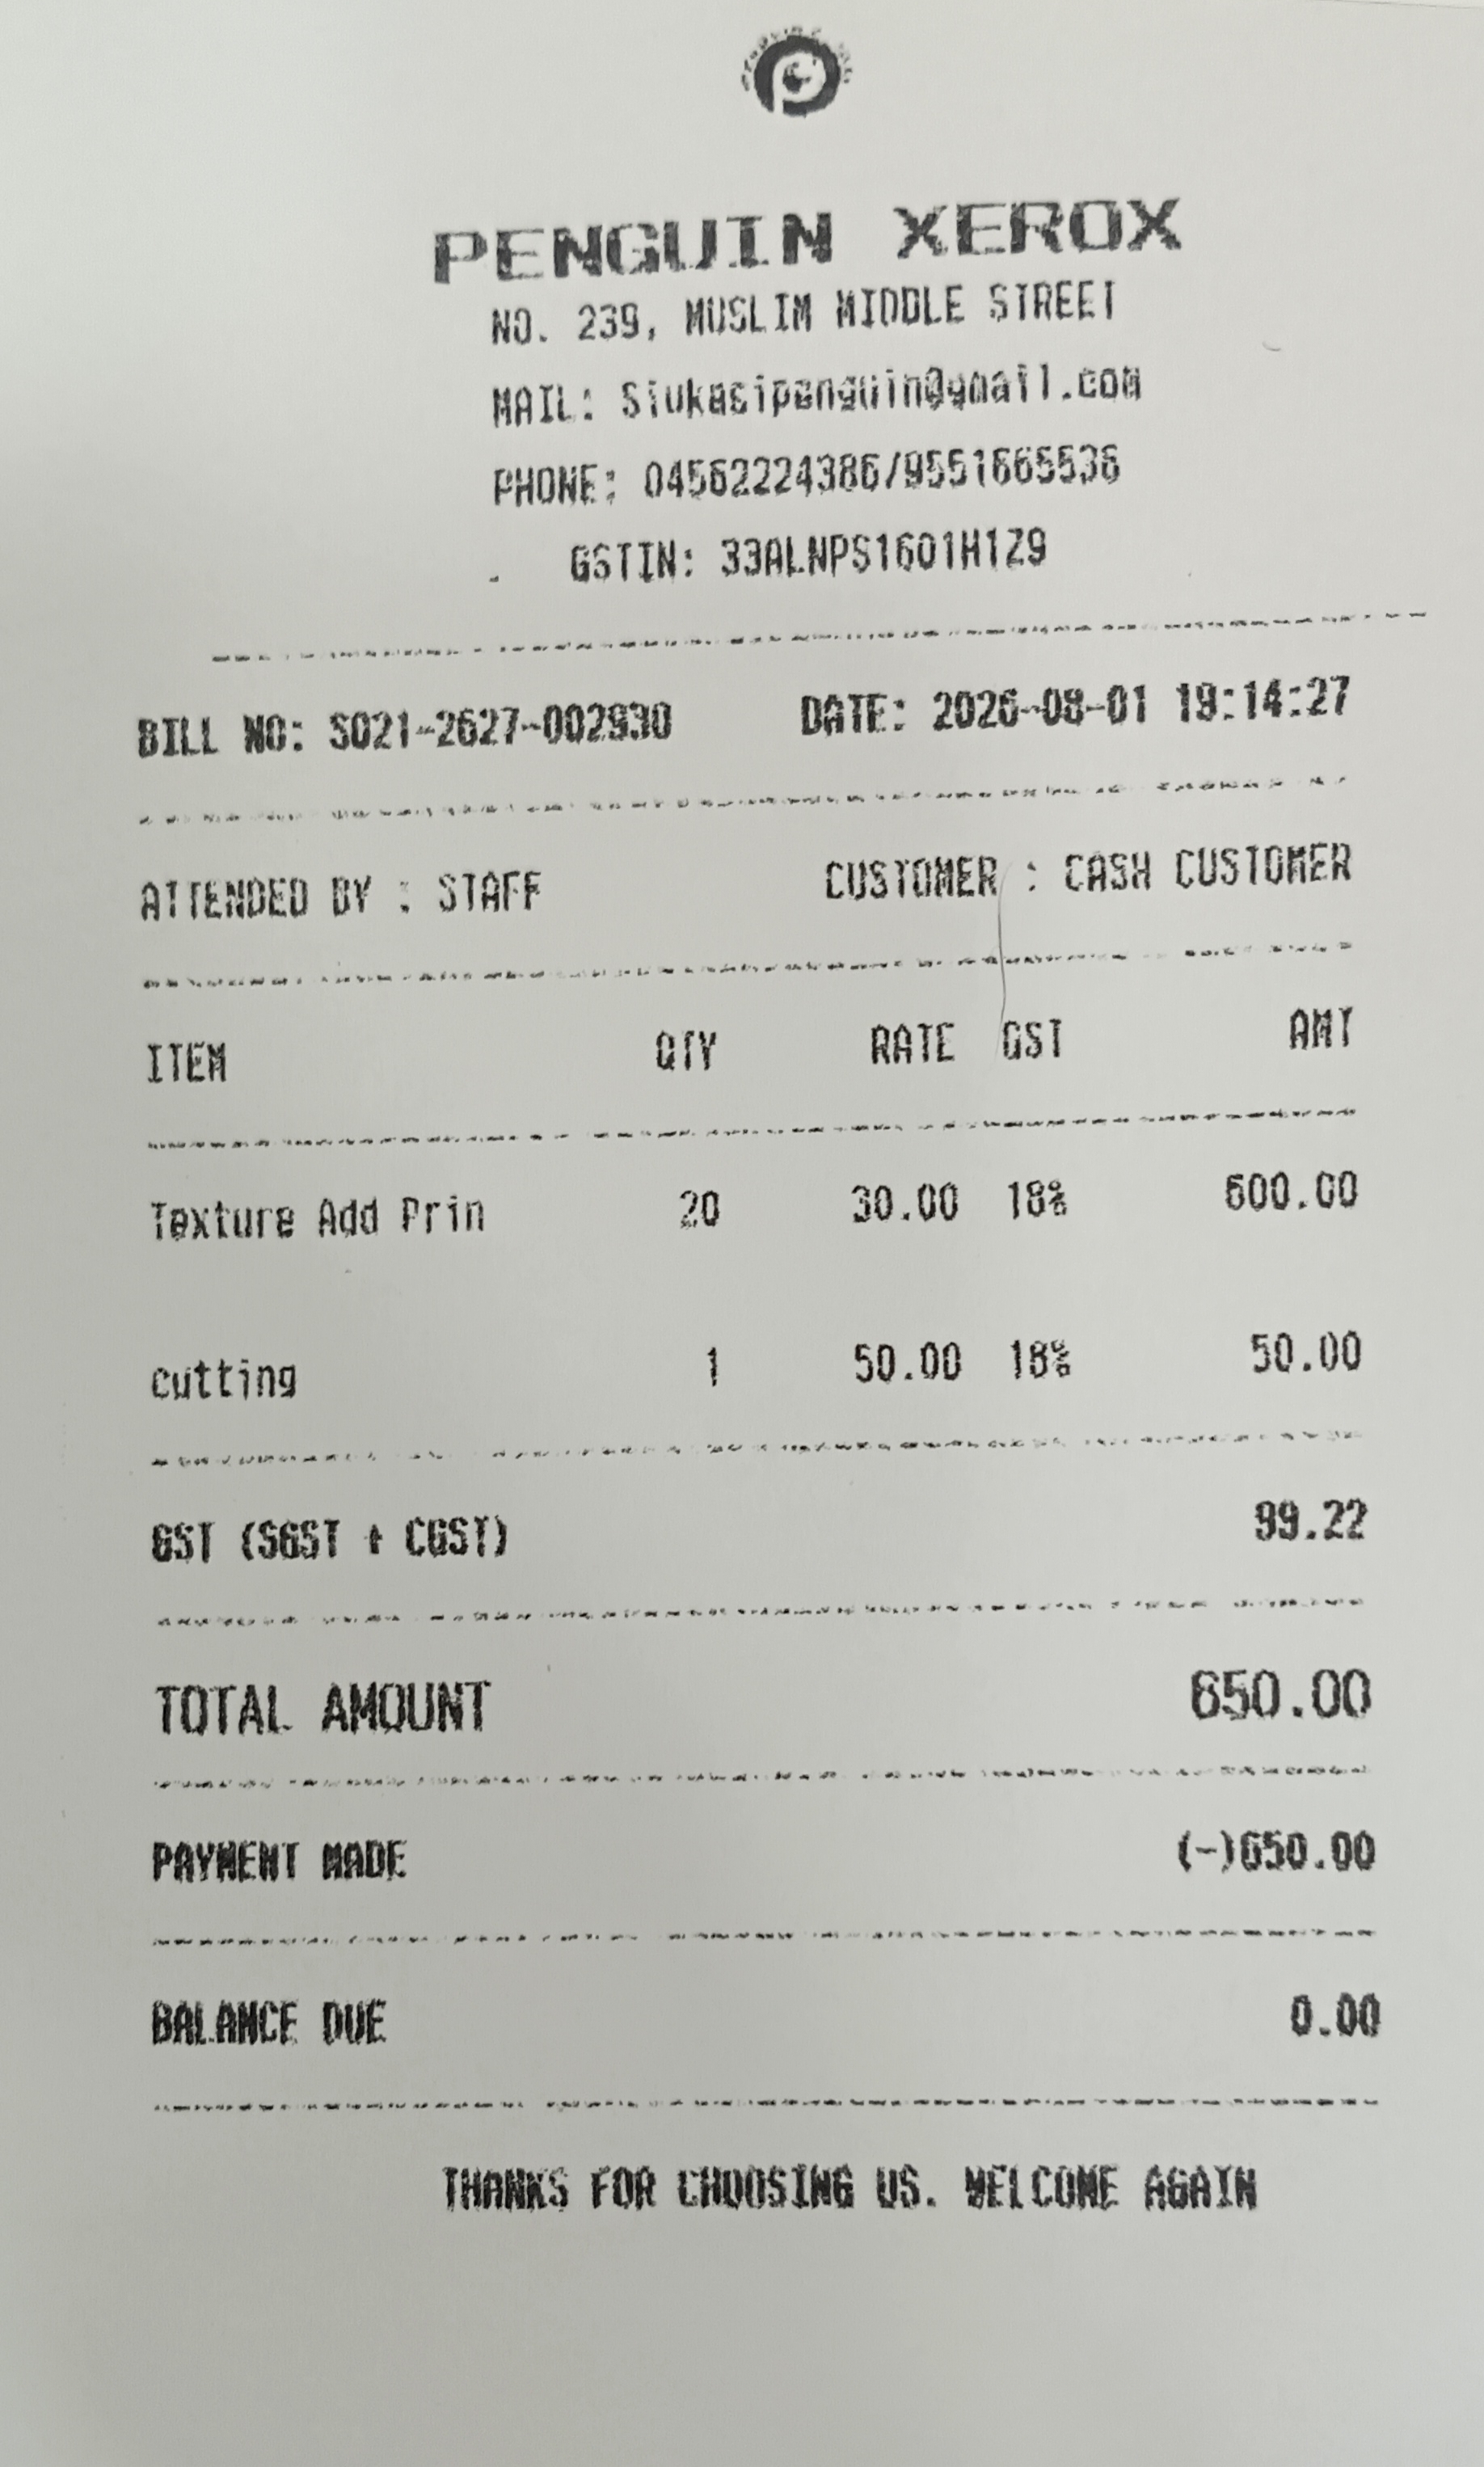 PENGUIN XEROX
NO. 239, MUSLIM MIDDLE STREET
MAIL: Sivkasipenguin@gmail.com
PHONE: 04562224386/9551665536
GSTIN: 33ALNPS1601H1Z9
BILL NO: S021-2627-002930 DATE: 2026-08-01 19:14:27
ATTENDED BY : STAFF CUSTOMER : CASH CUSTOMER
ITEM QTY RATE GST AMT
Texture Add Prin 20 30.00 18% 600.00
cutting 1 50.00 18% 50.00
GST (SGST + CGST) 99.22
TOTAL AMOUNT 650.00
PAYMENT MADE (-)650.00
BALANCE DUE 0.00
THANKS FOR CHOOSING US. WELCOME AGAIN